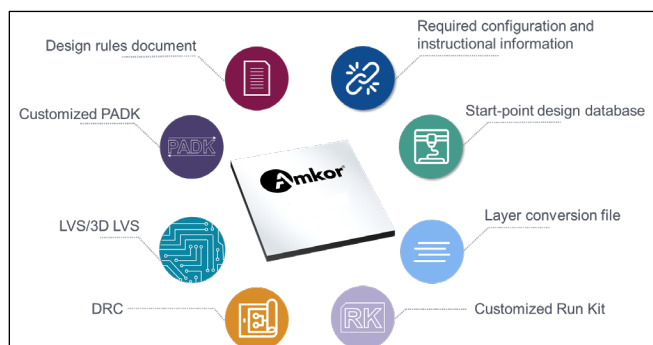 Design rules document
Required configuration and
instructional information
Customized PADK
PADK
Start-point design database
Amkor®
LVS/3D LVS
Layer conversion file
DRC
RK
Customized Run Kit